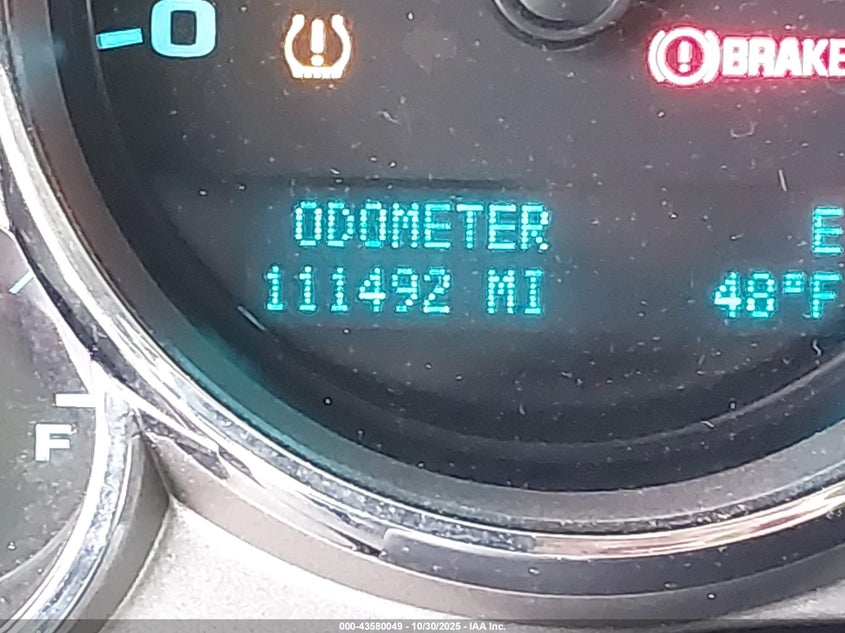 0
BRAKE
ODOMETER
E
111492 MI
48°F
F
000-43580049 - 10/30/2025 - IAA Inc.